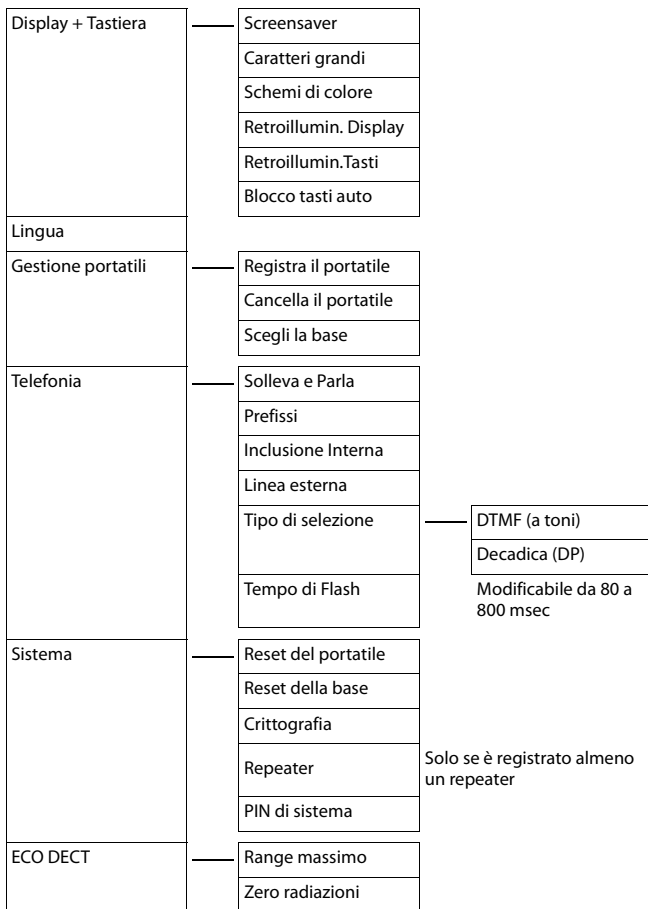 Display + Tastiera
Screensaver
Caratteri grandi
Schemi di colore
Retroillumin. Display
Retroillumin.Tasti
Blocco tasti auto
Lingua
Gestione portatili
Registra il portatile
Cancella il portatile
Scegli la base
Telefonia
Solleva e Parla
Prefissi
Inclusione Interna
Linea esterna
Tipo di selezione
DTMF (a toni)
Decadica (DP)
Tempo di Flash
Modificabile da 80 a
800 msec
Sistema
Reset del portatile
Reset della base
Crittografia
Repeater
Solo se è registrato almeno
un repeater
PIN di sistema
ECO DECT
Range massimo
Zero radiazioni